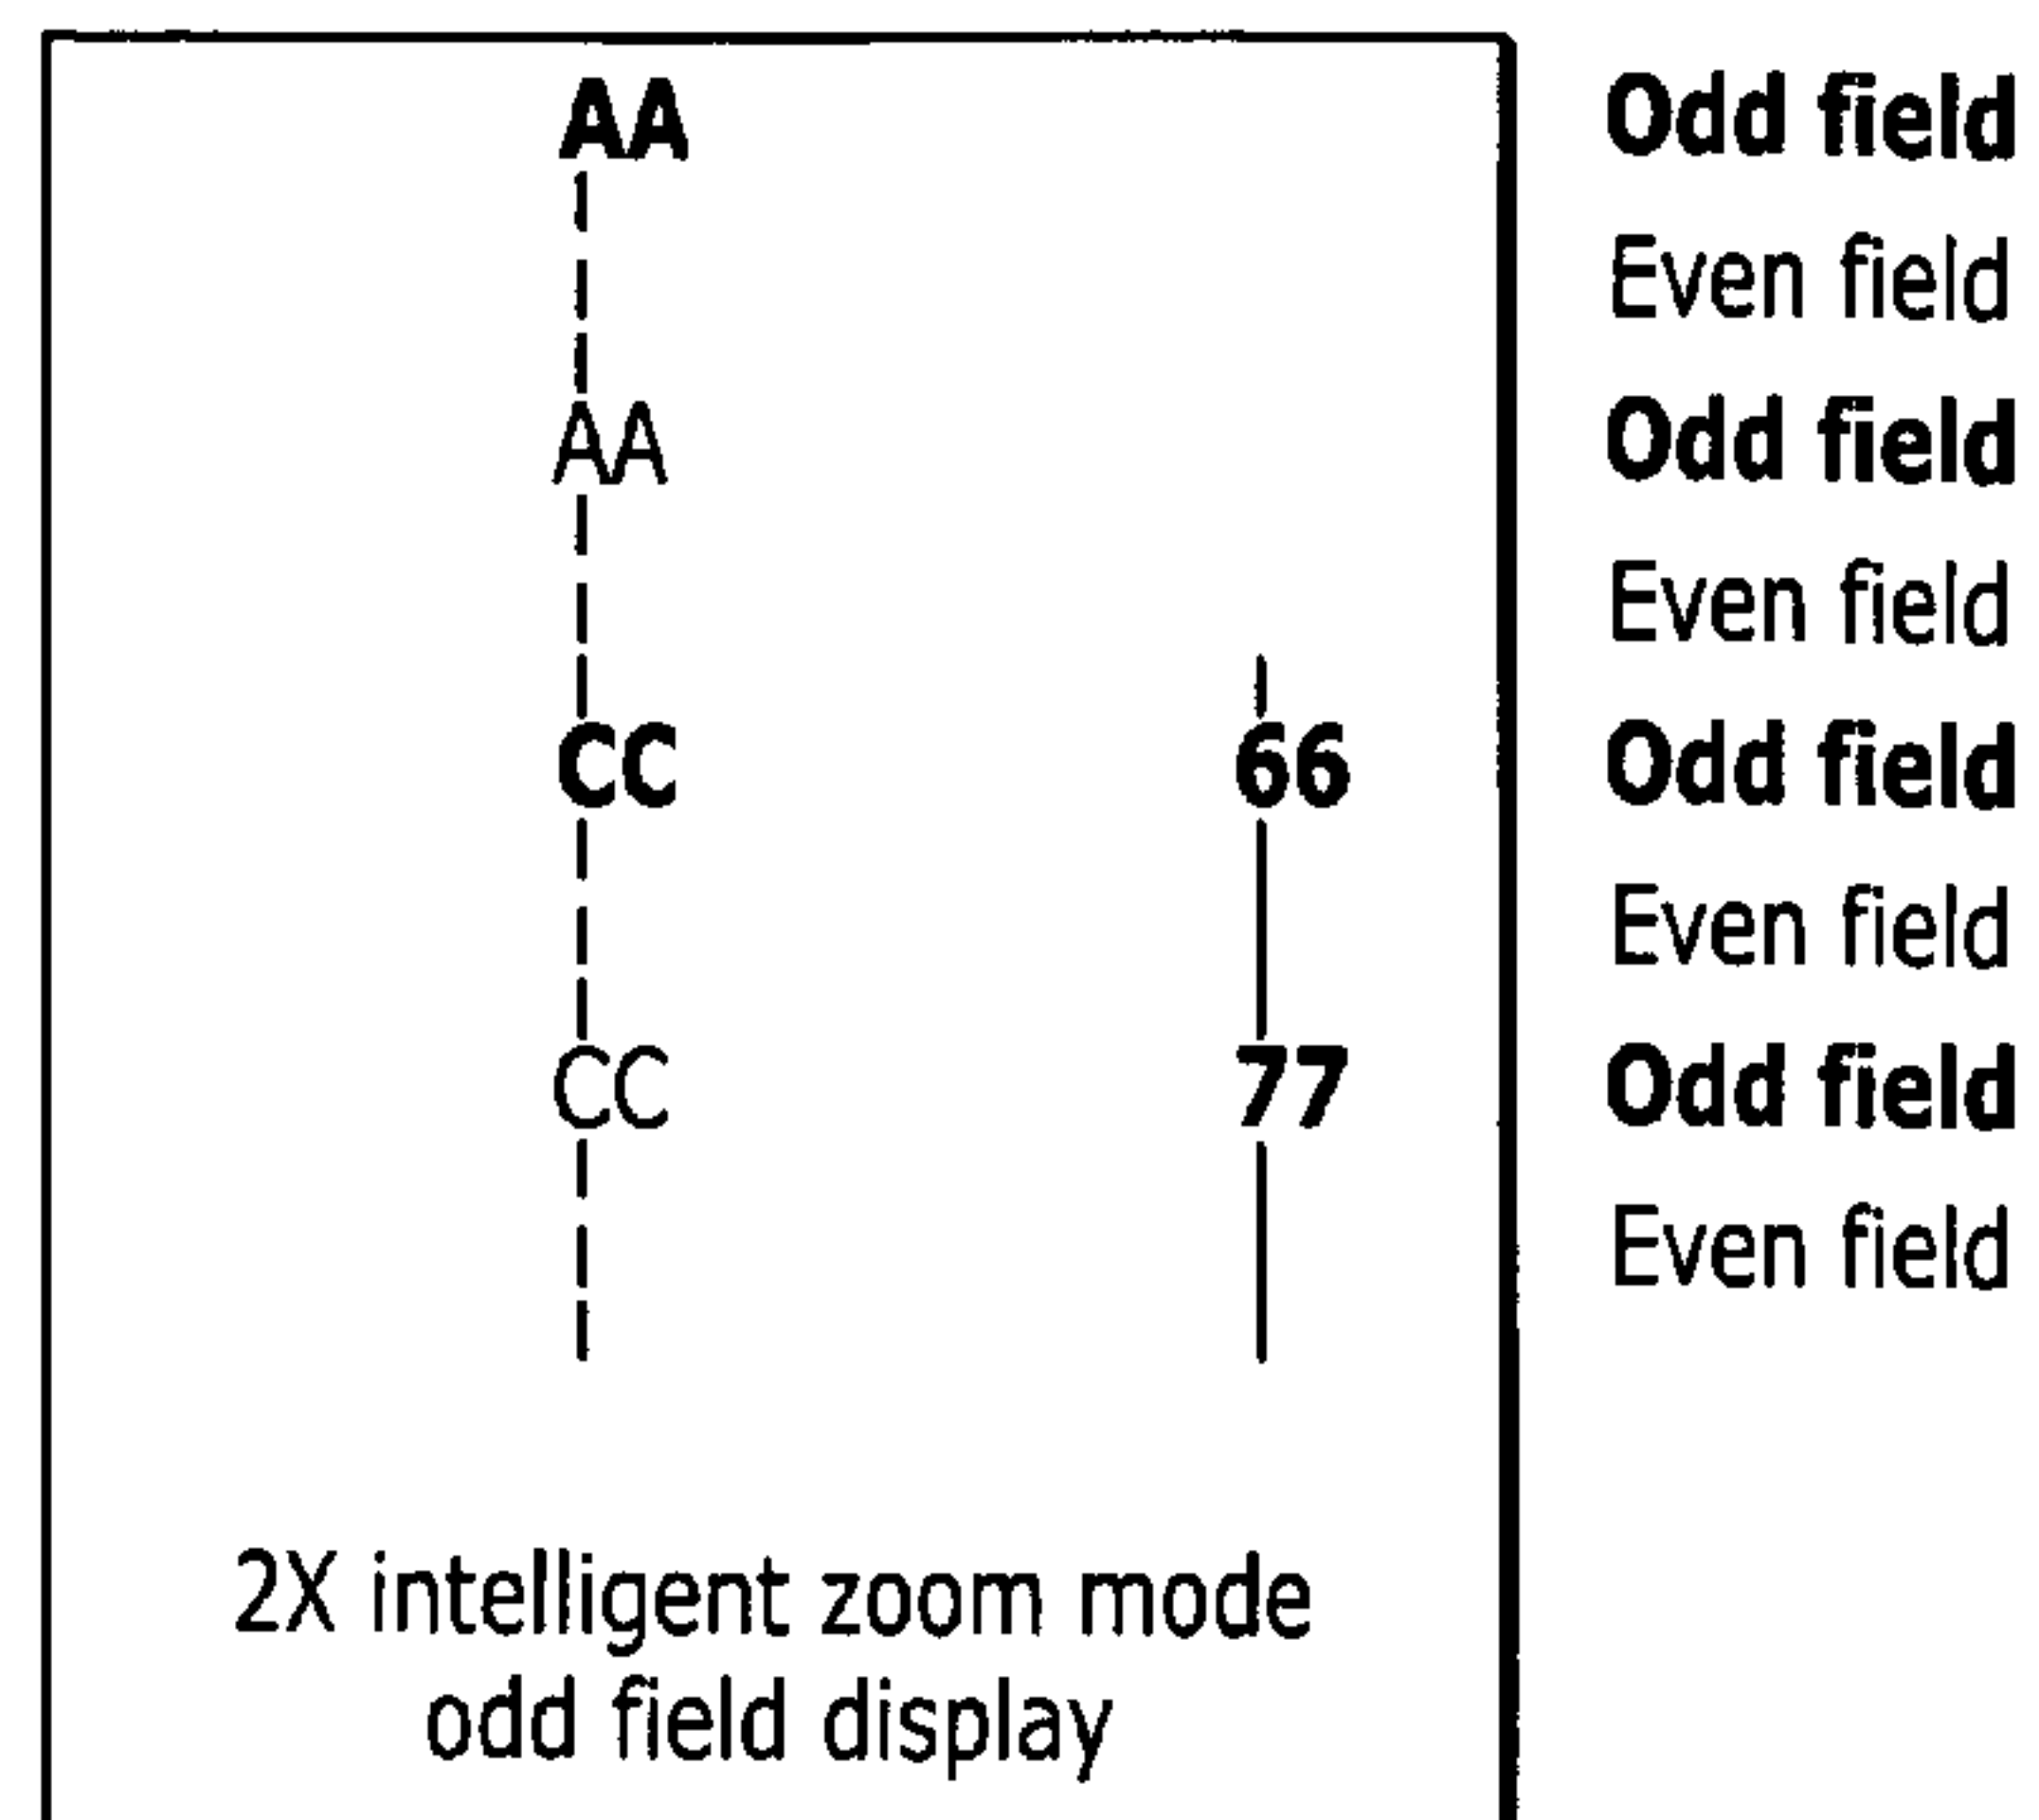 AA Odd field
Even field
AA Odd field
Even field
CC 66 Odd field
Even field
CC 77 Odd field
Even field
2X intelligent zoom mode
odd field display